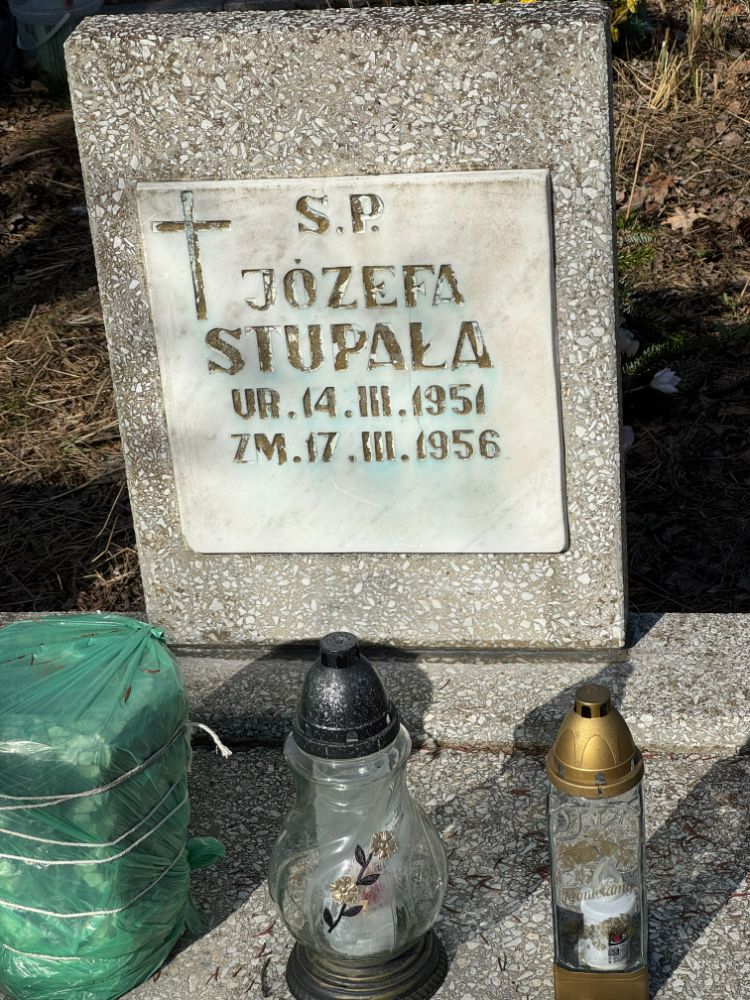 S.P.
JÓZEFA
STUPAŁA
UR.14.III.1951
ZM.17.III.1956